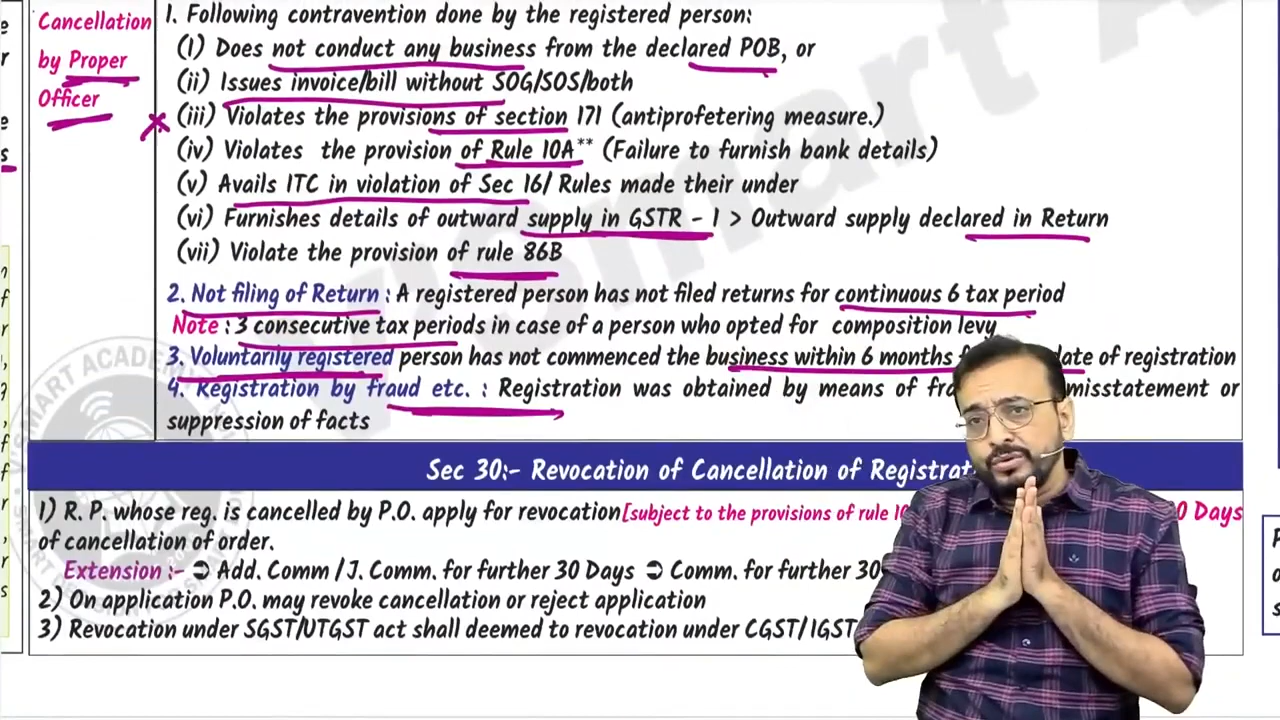 Cancellation
by Proper
Officer
1. Following contravention done by the registered person:
(I) Does not conduct any business from the declared POB, or
(ii) Issues invoice/bill without SOG/SOS/both
(iii) Violates the provisions of section 171 (antiprofetering measure.)
(iv) Violates the provision of Rule 10A** (Failure to furnish bank details)
(v) Avails ITC in violation of Sec 16/ Rules made their under
(vi) Furnishes details of outward supply in GSTR - 1 > Outward supply declared in Return
(vii) Violate the provision of rule 86B
2. Not filing of Return : A registered person has not filed returns for continuous 6 tax period
Note : 3 consecutive tax periods in case of a person who opted for composition levy
3. Voluntarily registered person has not commenced the business within 6 months date of registration
4. Registration by fraud etc. : Registration was obtained by means of misstatement or
suppression of facts
Sec 30:- Revocation of Cancellation of
1) R. P. whose reg. is cancelled by P.O. apply for revocation [subject to the provisions of rule Days
of cancellation of order.
Extension :- ➲ Add. Comm / J. Comm. for further 30 Days ➲ Comm. for further 30
2) On application P.O. may revoke cancellation or reject application
3) Revocation under SGST/UTGST act shall deemed to revocation under CGST/IGST